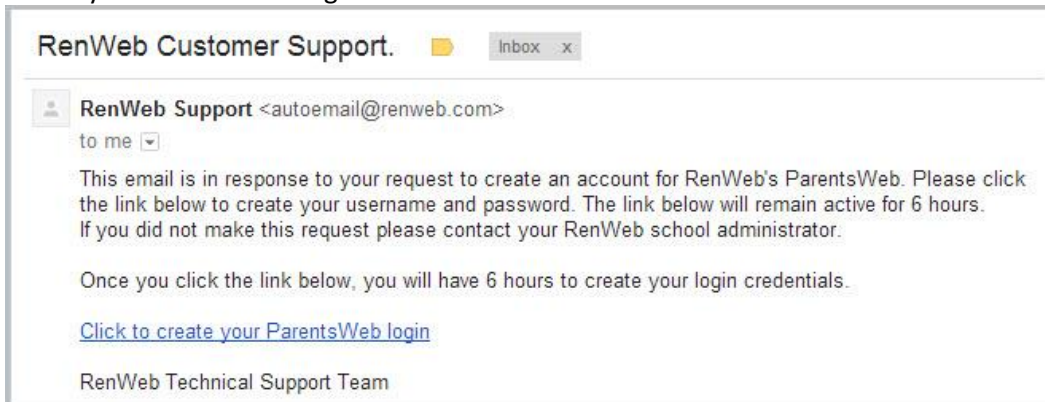 RenWeb Customer Support.
Inbox x
RenWeb Support <autoemail@renweb.com>
to me
This email is in response to your request to create an account for RenWeb's ParentsWeb. Please click
the link below to create your username and password. The link below will remain active for 6 hours.
If you did not make this request please contact your RenWeb school administrator.
Once you click the link below, you will have 6 hours to create your login credentials.
Click to create your ParentsWeb login
RenWeb Technical Support Team